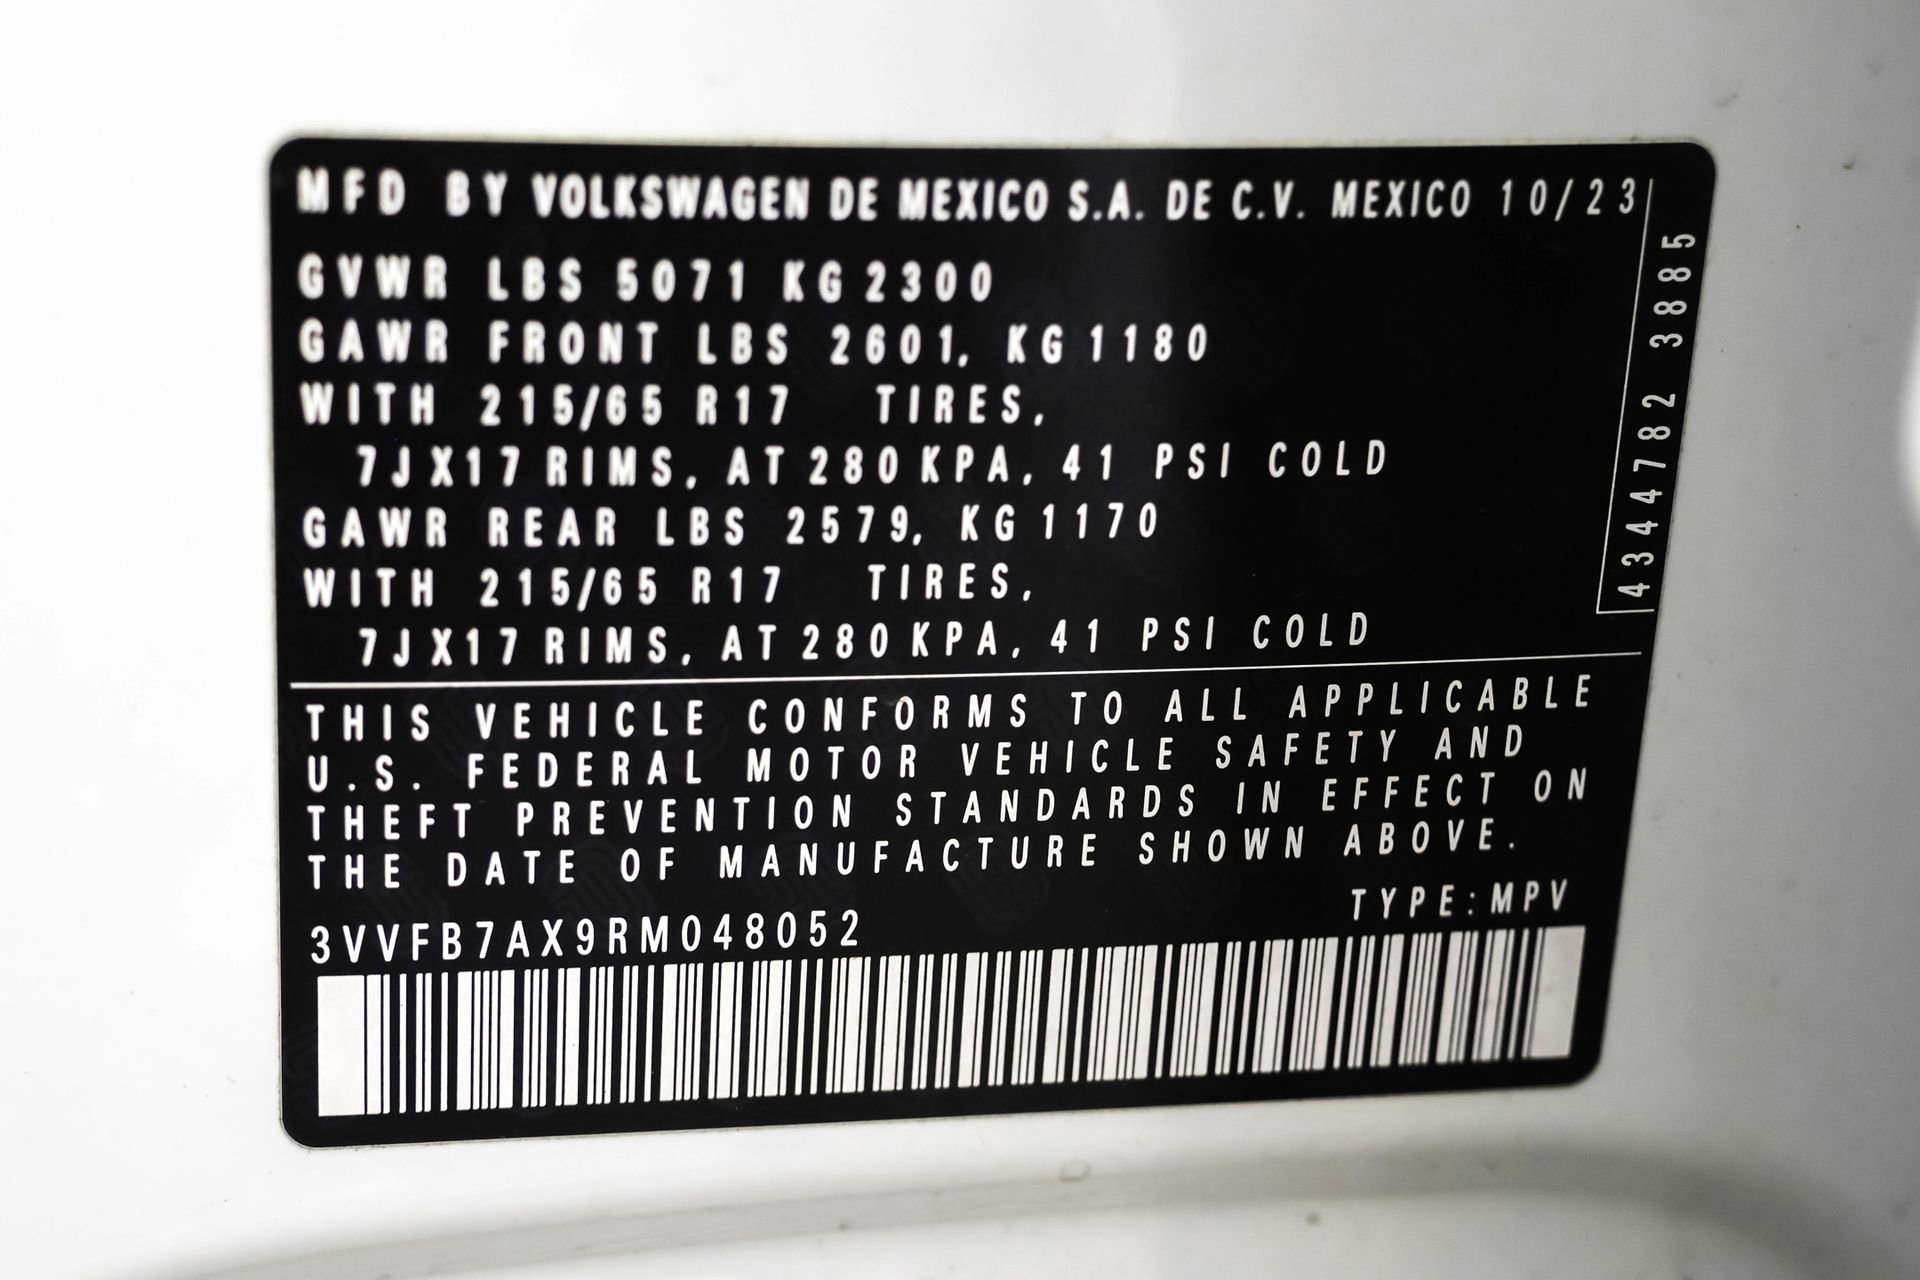 MFD BY VOLKSWAGEN DE MEXICO S.A. DE C.V. MEXICO 10/23
GVWR LBS 5071 KG 2300
GAWR FRONT LBS 2601, KG 1180
WITH 215/65 R17 TIRES,
7JX17 RIMS, AT 280 KPA, 41 PSI COLD
GAWR REAR LBS 2579, KG 1170
WITH 215/65 R17 TIRES,
7JX17 RIMS, AT 280 KPA, 41 PSI COLD
4344782 3885
THIS VEHICLE CONFORMS TO ALL APPLICABLE
U.S. FEDERAL MOTOR VEHICLE SAFETY AND
THEFT PREVENTION STANDARDS IN EFFECT ON
THE DATE OF MANUFACTURE SHOWN ABOVE.
TYPE:MPV
3VVFB7AX9RM048052